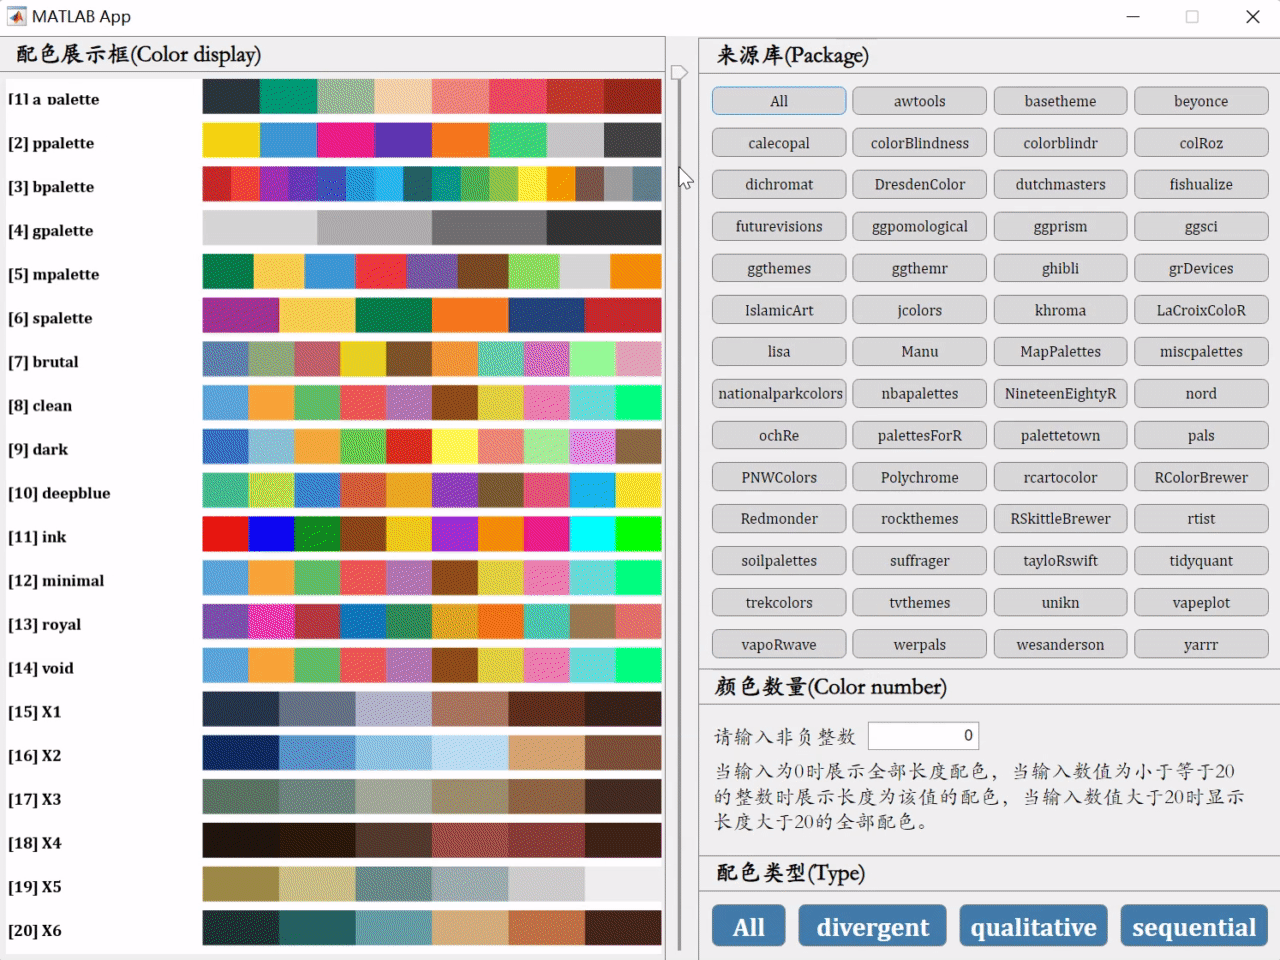 MATLAB App
配色展示框(Color display)
[1] a_palette
[2] ppalette
[3] bpalette
[4] gpalette
[5] mpalette
[6] spalette
[7] brutal
[8] clean
[9] dark
[10] deepblue
[11] ink
[12] minimal
[13] royal
[14] void
[15] X1
[16] X2
[17] X3
[18] X4
[19] X5
[20] X6
来源库(Package)
All awtools basetheme beyonce
calecopal colorBlindness colorblindr colRoz
dichromat DresdenColor dutchmasters fishualize
futurevisions ggpomological ggprism ggsci
ggthemes ggthemr ghibli grDevices
IslamicArt jcolors khroma LaCroixColoR
lisa Manu MapPalettes miscpalettes
nationalparkcolors nbapalettes NineteenEightyR nord
ochRe palettesForR palettetown pals
PNWColors Polychrome rcartocolor RColorBrewer
Redmonder rockthemes RSkittleBrewer rtist
soilpalettes suffrager tayloRswift tidyquant
trekcolors tvthemes unikn vapeplot
vapoRwave werpals wesanderson yarrr
颜色数量(Color number)
请输入非负整数 0
当输入为0时展示全部长度配色，当输入数值为小于等于20
的整数时展示长度为该值的配色，当输入数值大于20时显示
长度大于20的全部配色。
配色类型(Type)
All divergent qualitative sequential